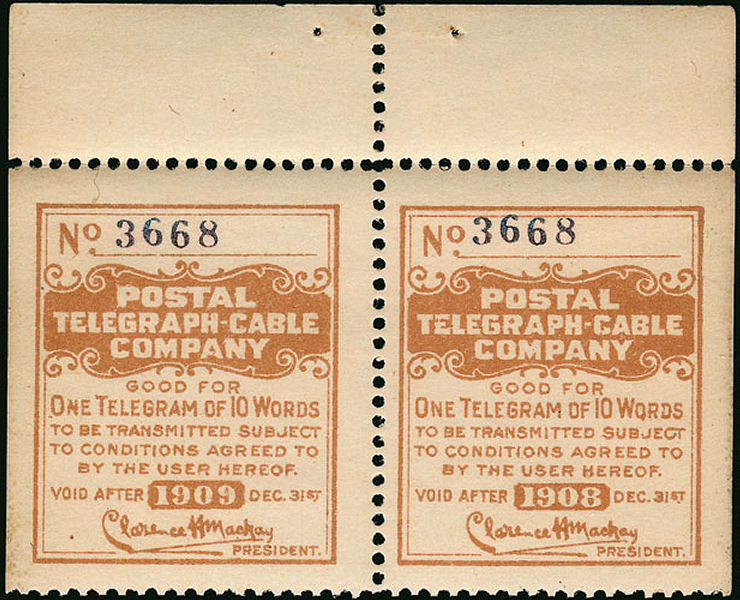 No 3668
POSTAL
TELEGRAPH-CABLE
COMPANY
GOOD FOR
ONE TELEGRAM OF 10 WORDS
TO BE TRANSMITTED SUBJECT
TO CONDITIONS AGREED TO
BY THE USER HEREOF.
VOID AFTER 1909 DEC. 31ST
Clarence H Mackay
PRESIDENT.
No 3668
POSTAL
TELEGRAPH-CABLE
COMPANY
GOOD FOR
ONE TELEGRAM OF 10 WORDS
TO BE TRANSMITTED SUBJECT
TO CONDITIONS AGREED TO
BY THE USER HEREOF.
VOID AFTER 1908 DEC. 31ST
Clarence H Mackay
PRESIDENT.